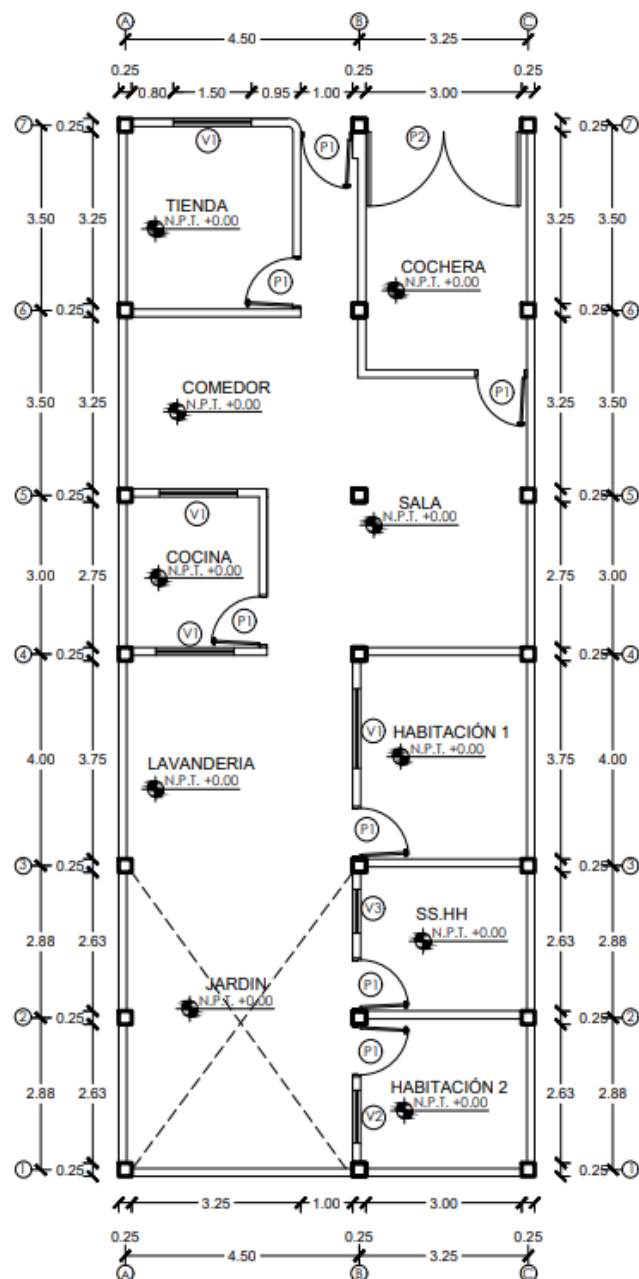 A B C
4.50 3.25
0.25 0.25 0.25
0.80 1.50 0.95 1.00 3.00
7 0.25 0.25 7
V1 P1 P2
3.50 3.25 3.25 3.50
TIENDA
N.P.T. +0.00
COCHERA
N.P.T. +0.00
P1
6 0.25 0.25 6
COMEDOR
N.P.T. +0.00
P1
3.50 3.25 3.25 3.50
5 0.25 0.25 5
V1
SALA
N.P.T. +0.00
COCINA
N.P.T. +0.00
3.00 2.75 2.75 3.00
P1
V1
4 0.25 0.25 4
V1
HABITACIÓN 1
N.P.T. +0.00
LAVANDERIA
N.P.T. +0.00
4.00 3.75 3.75 4.00
P1
3 0.25 0.25 3
V3
SS.HH
N.P.T. +0.00
2.88 2.63 2.63 2.88
JARDIN
N.P.T. +0.00
P1
2 0.25 0.25 2
P1
HABITACIÓN 2
N.P.T. +0.00
2.88 2.63 2.63 2.88
V2
1 0.25 0.25 1
3.25 1.00 3.00
0.25 0.25 0.25
4.50 3.25
A B C